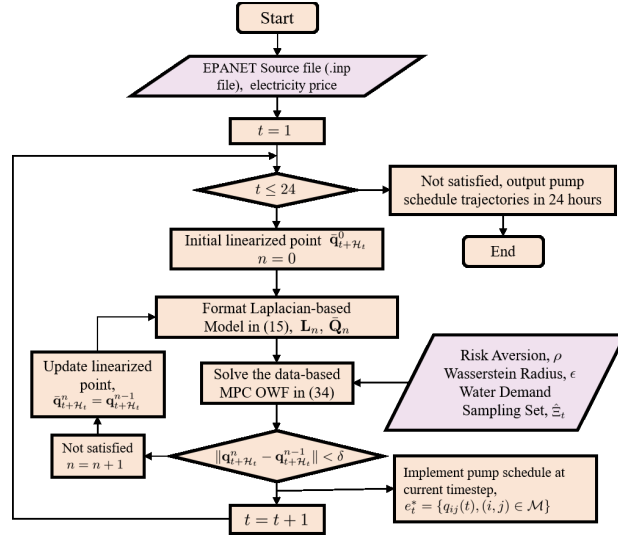 Start
EPANET Source file (.inp
file), electricity price
t = 1
t ≤ 24
Not satisfied, output pump
schedule trajectories in 24 hours
End
Initial linearized point q̄⁰_{t+ℋ_t}
n = 0
Format Laplacian-based
Model in (15), L_n, Q̄_n
Update linearized
point,
q̄ⁿ_{t+ℋ_t} = qⁿ⁻¹_{t+ℋ_t}
Solve the data-based
MPC OWF in (34)
Risk Aversion, ρ
Wasserstein Radius, ϵ
Water Demand
Sampling Set, Ξ̂_t
Not satisfied
n = n + 1
‖qⁿ_{t+ℋ_t} − qⁿ⁻¹_{t+ℋ_t}‖ < δ
Implement pump schedule at
current timestep,
e*_t = {q_{ij}(t), (i, j) ∈ ℳ}
t = t + 1